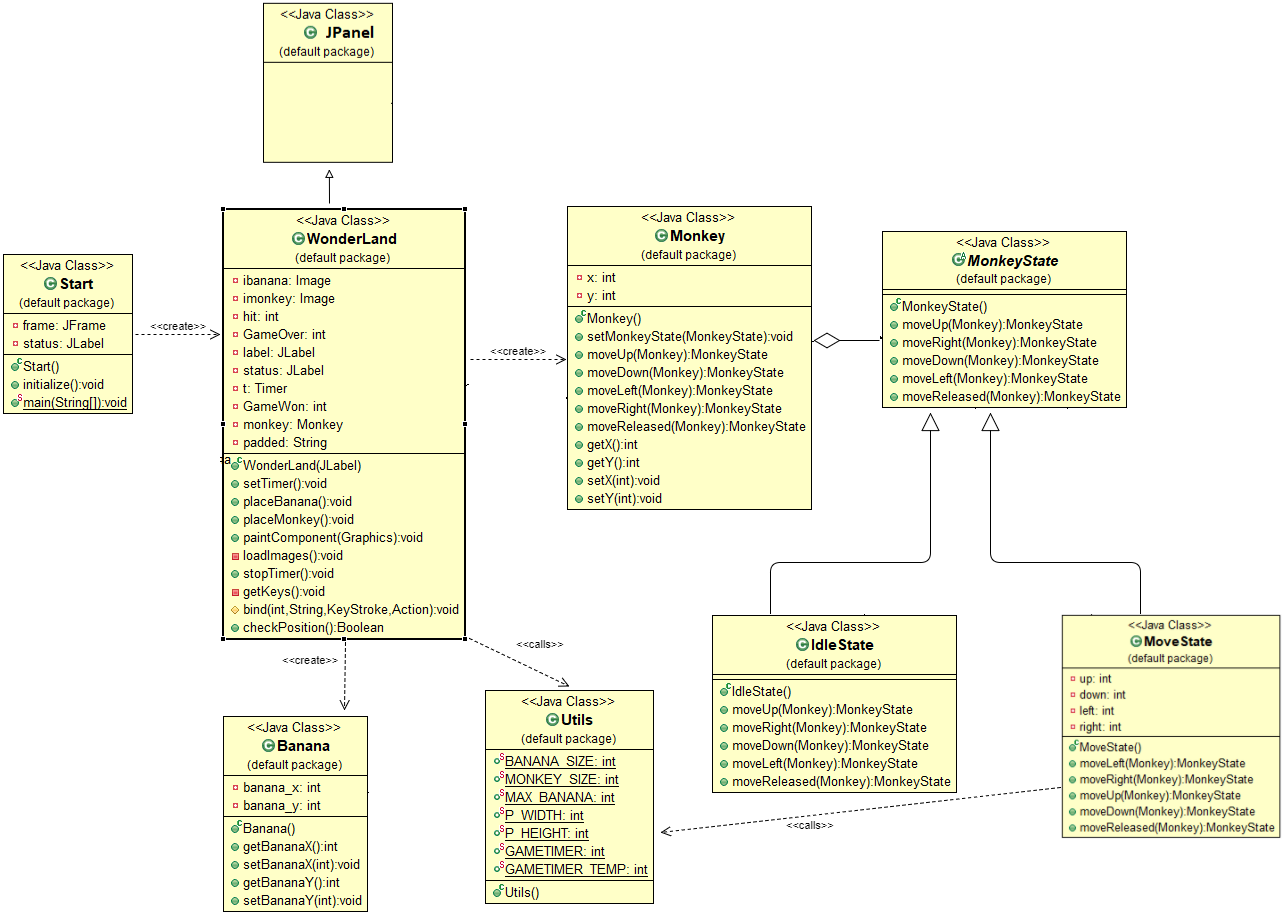 <<Java Class>>
JPanel
(default package)
<<Java Class>>
Start
(default package)
frame: JFrame
status: JLabel
Start()
initialize():void
main(String[]):void
<<create>>
<<Java Class>>
WonderLand
(default package)
ibanana: Image
imonkey: Image
hit: int
GameOver: int
label: JLabel
status: JLabel
t: Timer
GameWon: int
monkey: Monkey
padded: String
WonderLand(JLabel)
setTimer():void
placeBanana():void
placeMonkey():void
paintComponent(Graphics):void
loadImages():void
stopTimer():void
getKeys():void
bind(int,String,KeyStroke,Action):void
checkPosition():Boolean
<<create>>
<<Java Class>>
Monkey
(default package)
x: int
y: int
Monkey()
setMonkeyState(MonkeyState):void
moveUp(Monkey):MonkeyState
moveDown(Monkey):MonkeyState
moveLeft(Monkey):MonkeyState
moveRight(Monkey):MonkeyState
moveReleased(Monkey):MonkeyState
getX():int
getY():int
setX(int):void
setY(int):void
<<Java Class>>
MonkeyState
(default package)
MonkeyState()
moveUp(Monkey):MonkeyState
moveRight(Monkey):MonkeyState
moveDown(Monkey):MonkeyState
moveLeft(Monkey):MonkeyState
moveReleased(Monkey):MonkeyState
<<create>>
<<calls>>
<<Java Class>>
Banana
(default package)
banana_x: int
banana_y: int
Banana()
getBananaX():int
setBananaX(int):void
getBananaY():int
setBananaY(int):void
<<Java Class>>
Utils
(default package)
BANANA_SIZE: int
MONKEY_SIZE: int
MAX_BANANA: int
P_WIDTH: int
P_HEIGHT: int
GAMETIMER: int
GAMETIMER_TEMP: int
Utils()
<<Java Class>>
IdleState
(default package)
IdleState()
moveUp(Monkey):MonkeyState
moveRight(Monkey):MonkeyState
moveDown(Monkey):MonkeyState
moveLeft(Monkey):MonkeyState
moveReleased(Monkey):MonkeyState
<<calls>>
<<Java Class>>
MoveState
(default package)
up: int
down: int
left: int
right: int
MoveState()
moveLeft(Monkey):MonkeyState
moveRight(Monkey):MonkeyState
moveUp(Monkey):MonkeyState
moveDown(Monkey):MonkeyState
moveReleased(Monkey):MonkeyState